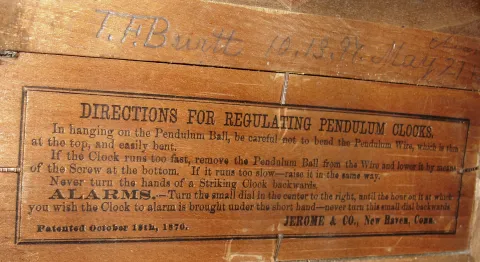 T.F. 10.13.96. May 27
DIRECTIONS FOR REGULATING PENDULUM CLOCKS.
In hanging on the Pendulum Ball, be careful not to bend the Pendulum Wire, which is thin
at the top, and easily bent.
If the Clock runs too fast, remove the Pendulum Ball from the Wire and lower it by means
of the Screw at the bottom. If it runs too slow—raise it in the same way.
Never turn the hands of a Striking Clock backwards.
ALARMS.—Turn the small dial in the center to the right, until the hour on it at which
you wish the Clock to alarm is brought under the short hand—never turn this small dial backwards
JEROME & CO., New Haven, Conn.
Patented October 18th, 1870.